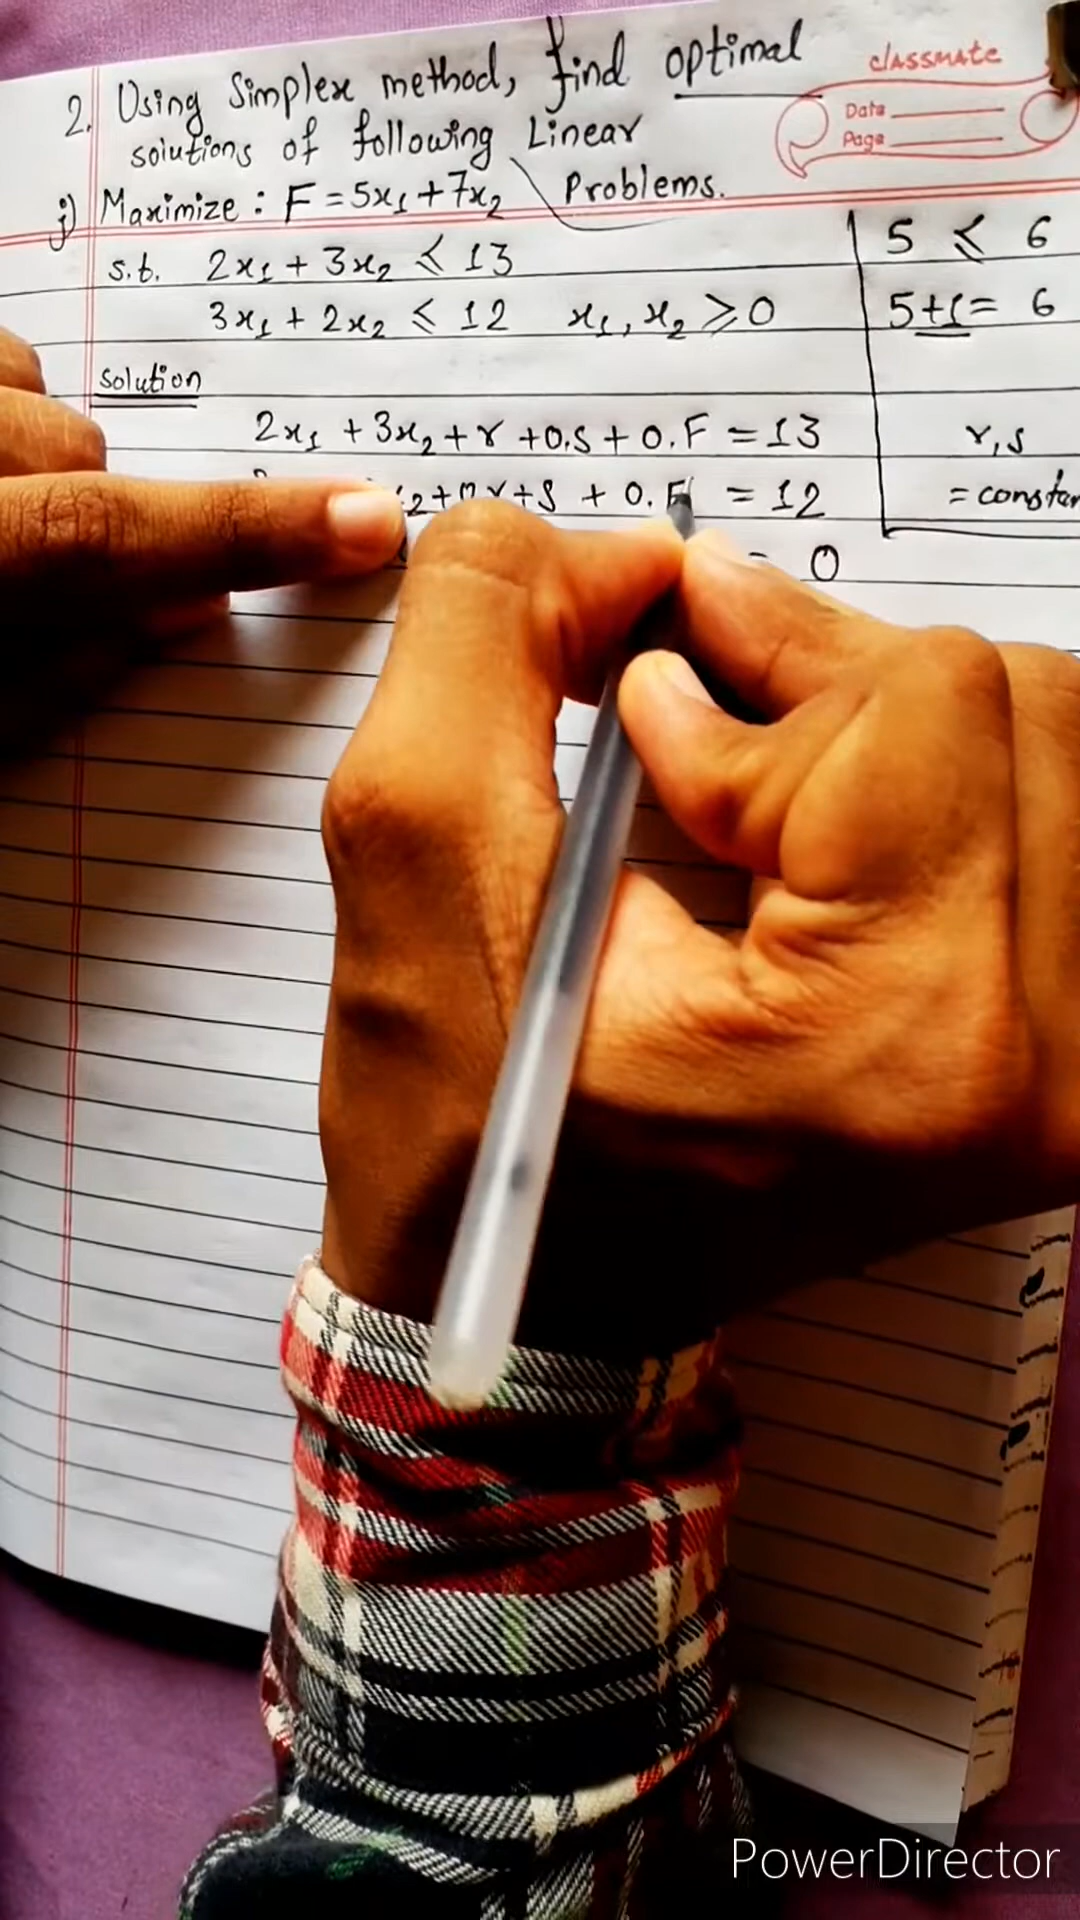 classmate
Date
Page
2. Using Simplex method, find optimal
solutions of following Linear
Problems.
i) Maximize : F = 5x₁ + 7x₂
s.t. 2x₁ + 3x₂ ≤ 13
3x₁ + 2x₂ ≤ 12 x₁, x₂ ≥ 0
5 ≤ 6
5+1 = 6
r, s
= constan
Solution
2x₁ + 3x₂ + r + 0.s + 0.F = 13
₂ + 0.r + s + 0.F = 12
= 0
PowerDirector